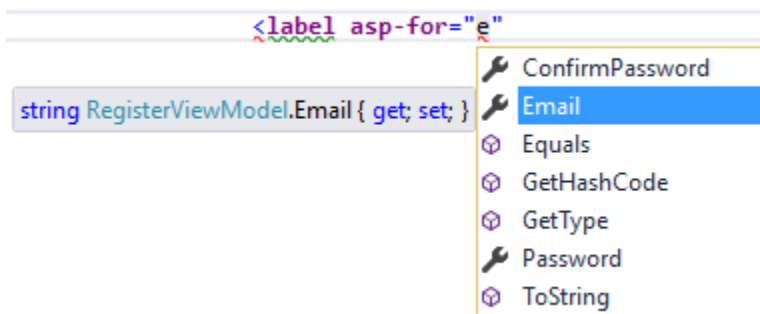 <label asp-for="e"
ConfirmPassword
string RegisterViewModel.Email { get; set; }
Email
Equals
GetHashCode
GetType
Password
ToString